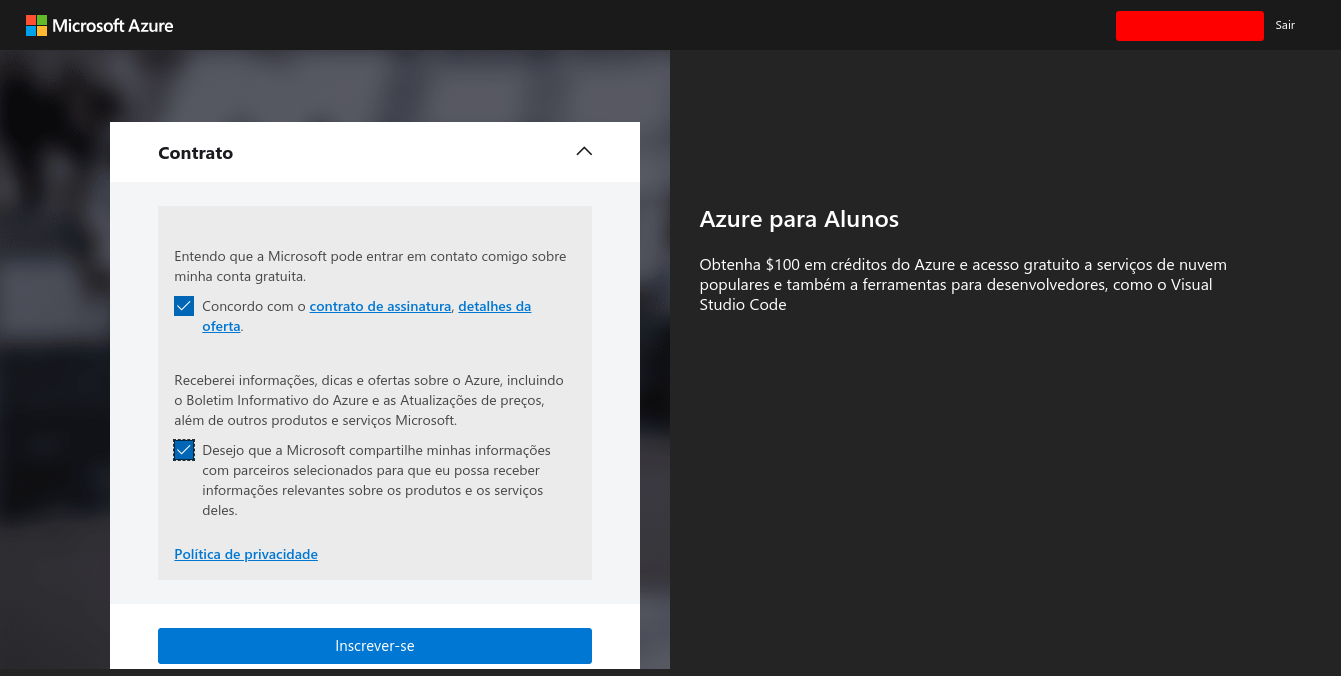 Microsoft Azure
Sair
Contrato
Entendo que a Microsoft pode entrar em contato comigo sobre
minha conta gratuita.
Concordo com o contrato de assinatura, detalhes da
oferta.
Receberei informações, dicas e ofertas sobre o Azure, incluindo
o Boletim Informativo do Azure e as Atualizações de preços,
além de outros produtos e serviços Microsoft.
Desejo que a Microsoft compartilhe minhas informações
com parceiros selecionados para que eu possa receber
informações relevantes sobre os produtos e os serviços
deles.
Política de privacidade
Inscrever-se
Azure para Alunos
Obtenha $100 em créditos do Azure e acesso gratuito a serviços de nuvem
populares e também a ferramentas para desenvolvedores, como o Visual
Studio Code